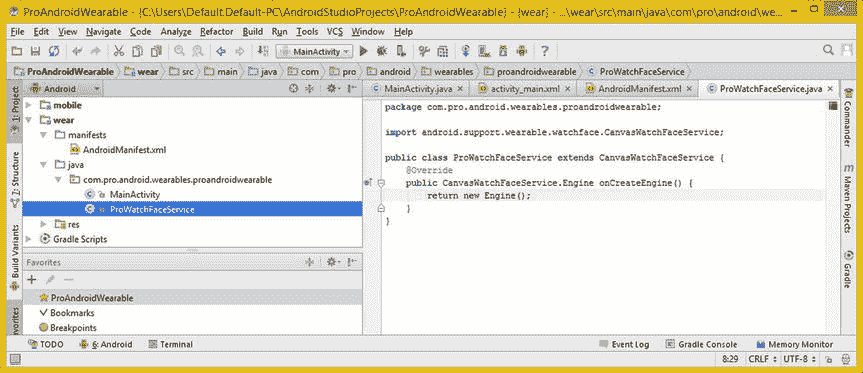 ProAndroidWearable - [C:\Users\Default.Default-PC\AndroidStudioProjects\ProAndroidWearable] - [wear] - ...\wear\src\main\java\com\pro\android\we...
File Edit View Navigate Code Analyze Refactor Build Run Tools VCS Window Help
MainActivity
ProAndroidWearable wear src main java com pro android wearables proandroidwearable ProWatchFaceService
Android
MainActivity.java activity_main.xml AndroidManifest.xml ProWatchFaceService.java
1: Project
Z: Structure
Build Variants
Favorites
mobile
wear
manifests
AndroidManifest.xml
java
com.pro.android.wearables.proandroidwearable
MainActivity
ProWatchFaceService
res
Gradle Scripts
Favorites
ProAndroidWearable
Bookmarks
Breakpoints
package com.pro.android.wearables.proandroidwearable;
import android.support.wearable.watchface.CanvasWatchFaceService;
public class ProWatchFaceService extends CanvasWatchFaceService {
@Override
public CanvasWatchFaceService.Engine onCreateEngine() {
return new Engine();
}
}
Commander
Maven Projects
Gradle
TODO 6: Android Terminal Event Log Gradle Console Memory Monitor
8:29 CRLF UTF-8